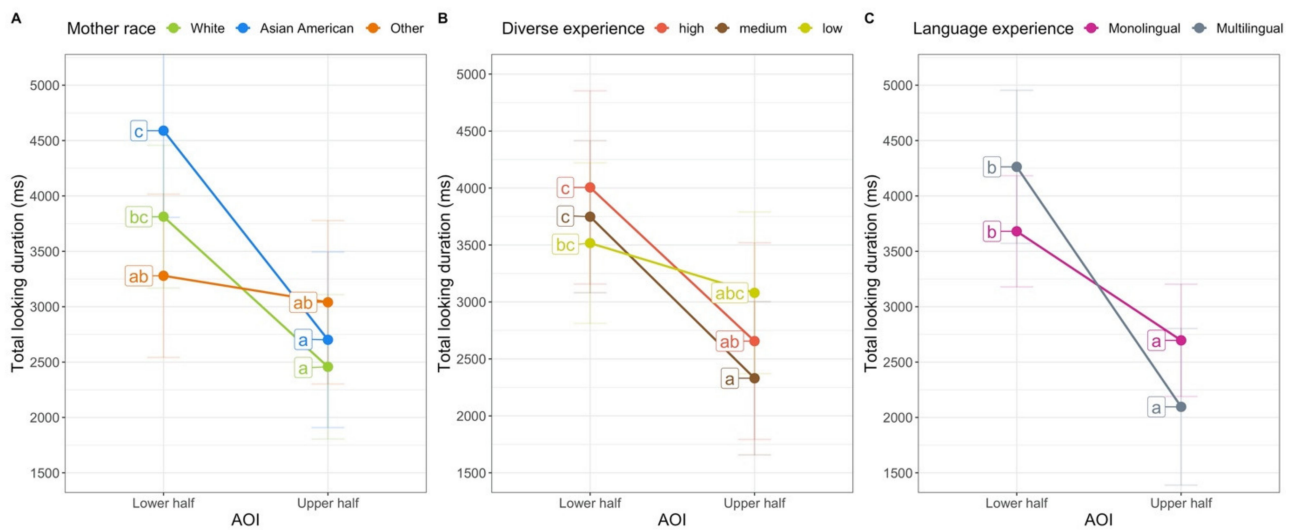 A
Mother race White Asian American Other
Total looking duration (ms)
5000
4500
4000
3500
3000
2500
2000
1500
c
bc
ab
ab
a
a
Lower half Upper half
AOI
B
Diverse experience high medium low
Total looking duration (ms)
5000
4500
4000
3500
3000
2500
2000
1500
c
c
bc
abc
ab
a
Lower half Upper half
AOI
C
Language experience Monolingual Multilingual
Total looking duration (ms)
5000
4500
4000
3500
3000
2500
2000
1500
b
b
a
a
Lower half Upper half
AOI